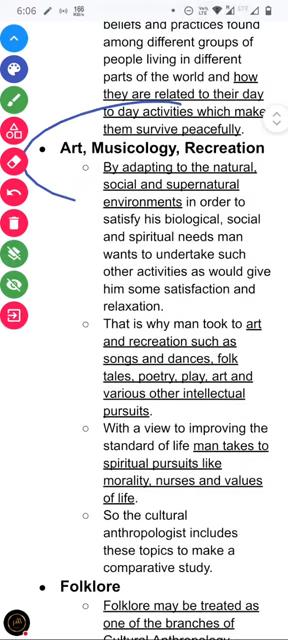 6:06
166
KB/s
VoLTE
LTE
beliefs and practices found
among different groups of
people living in different
parts of the world and how
they are related to their day
to day activities which make
them survive peacefully.
• Art, Musicology, Recreation
○ By adapting to the natural,
social and supernatural
environments in order to
satisfy his biological, social
and spiritual needs man
wants to undertake such
other activities as would give
him some satisfaction and
relaxation.
○ That is why man took to art
and recreation such as
songs and dances, folk
tales, poetry, play, art and
various other intellectual
pursuits.
○ With a view to improving the
standard of life man takes to
spiritual pursuits like
morality, nurses and values
of life.
○ So the cultural
anthropologist includes
these topics to make a
comparative study.
• Folklore
○ Folklore may be treated as
one of the branches of
Cultural Anthropology